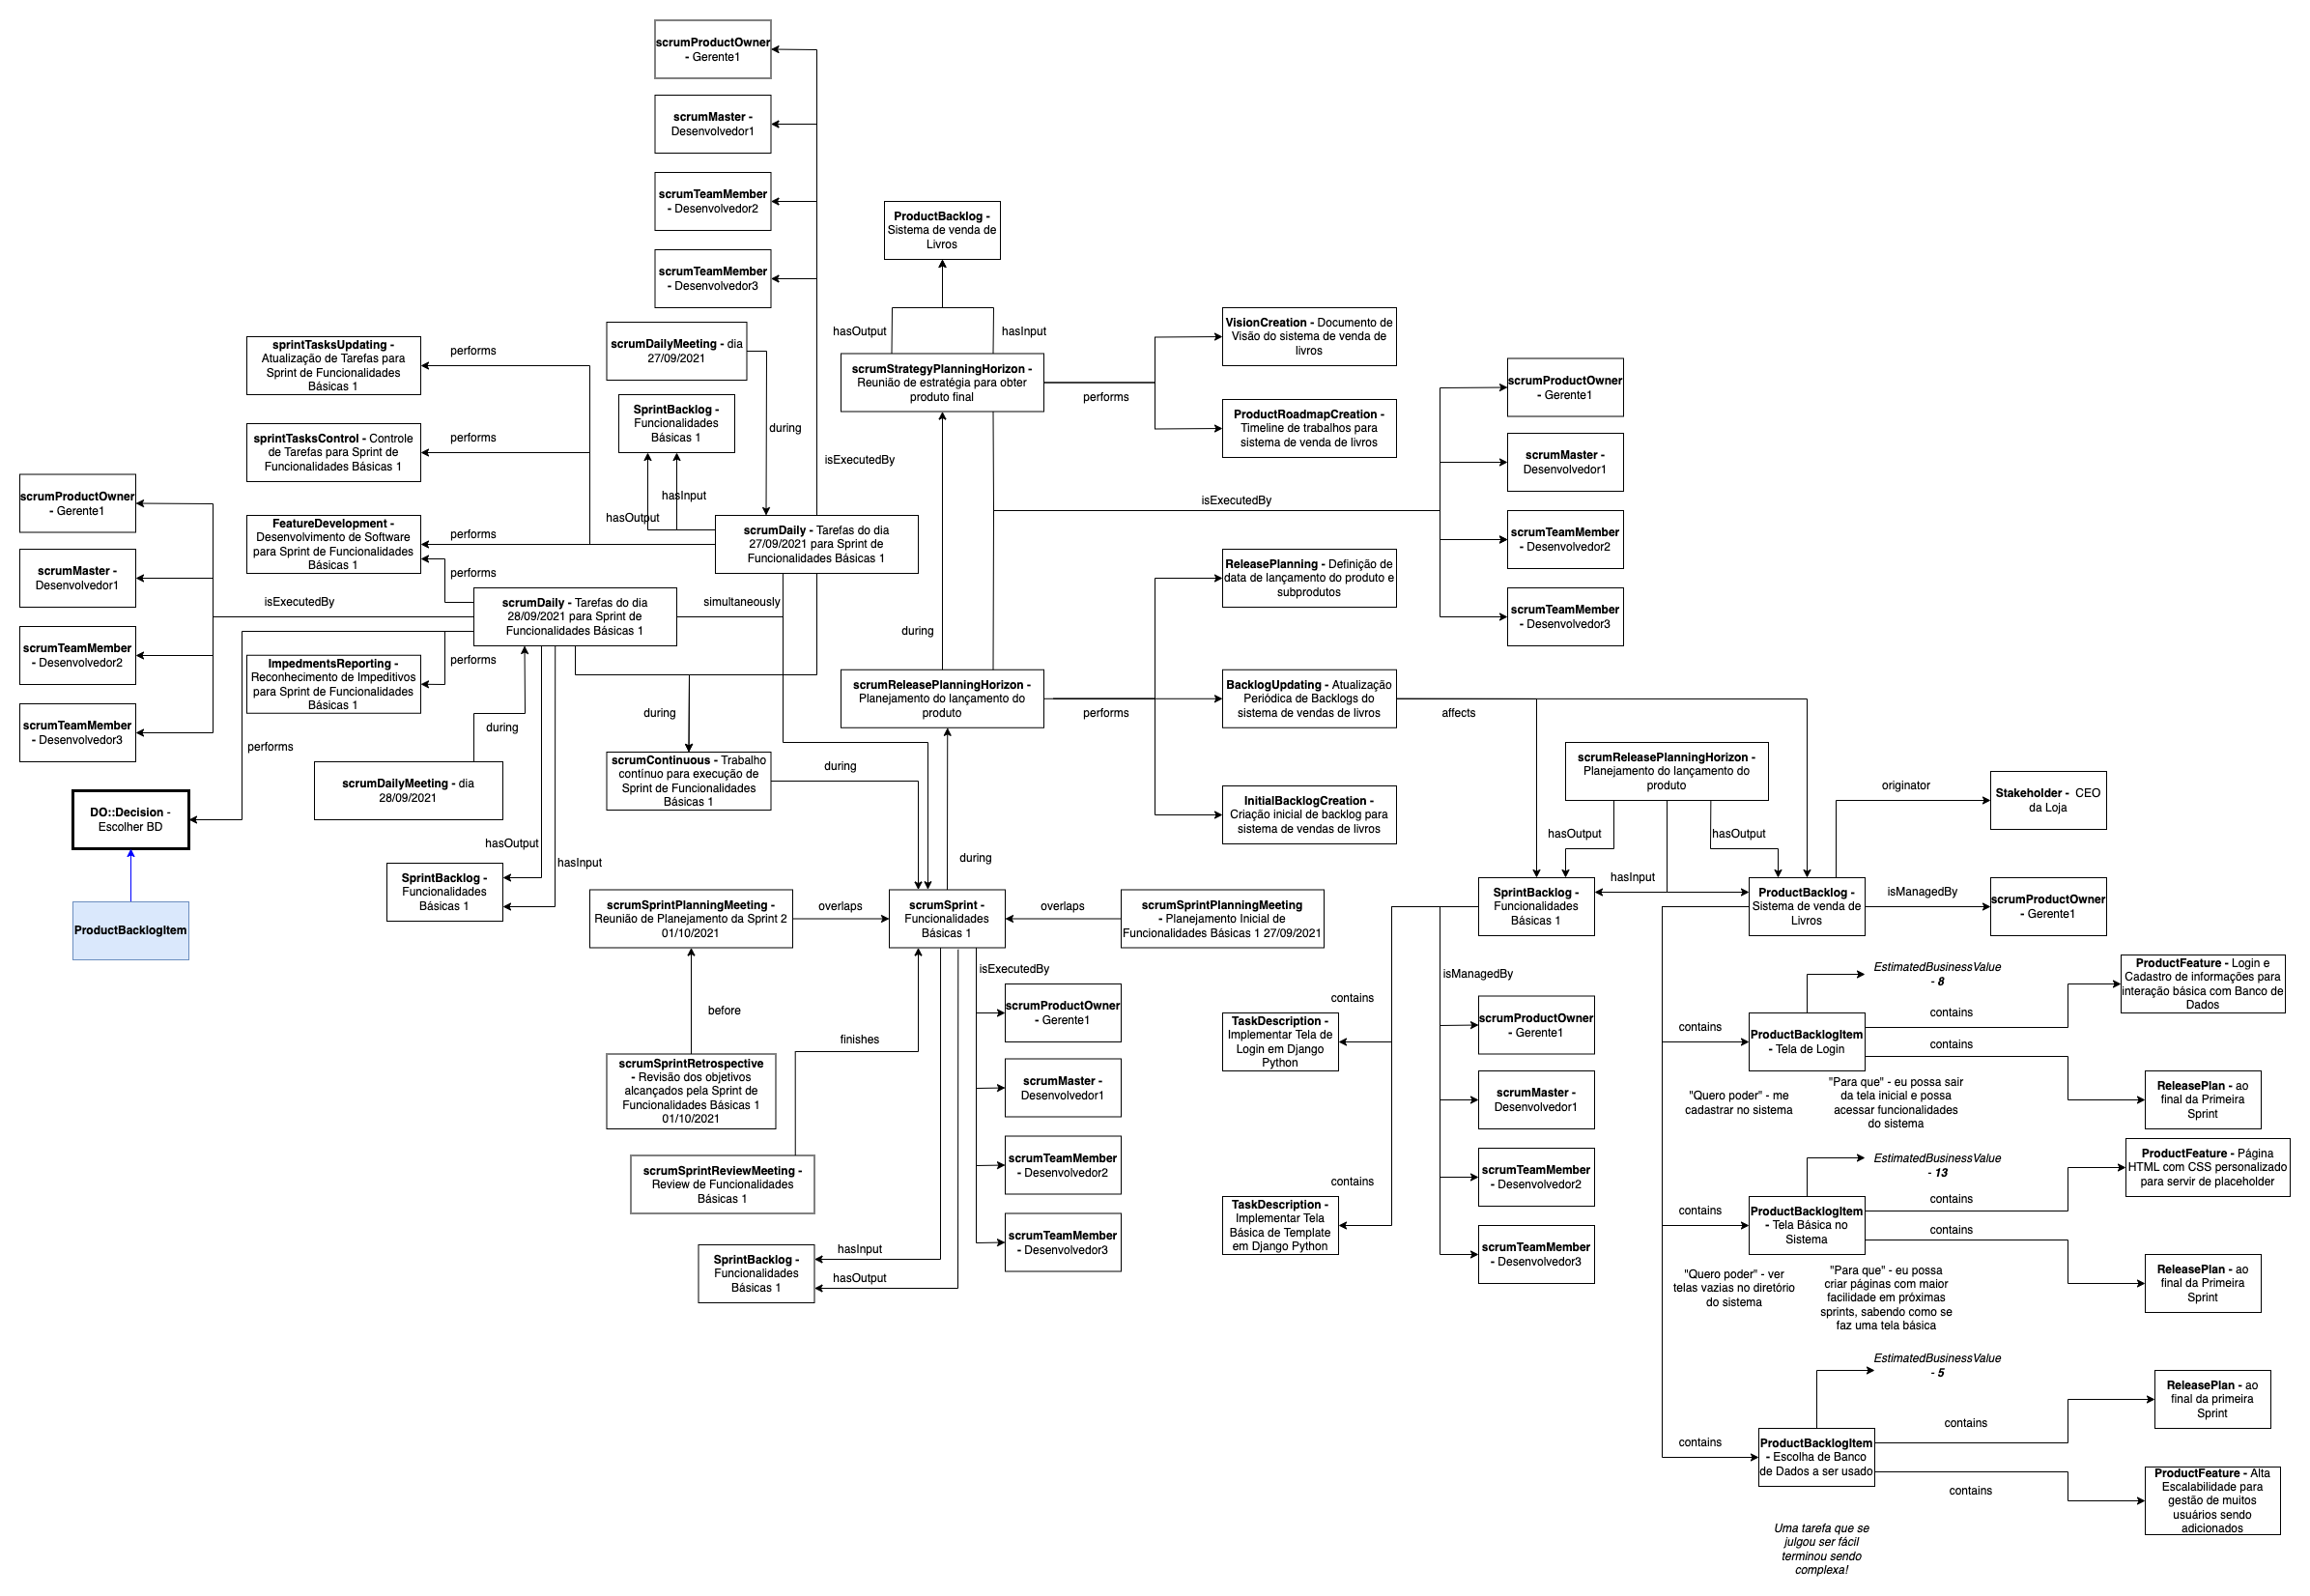 scrumProductOwner
- Gerente1
scrumMaster -
Desenvolvedor1
scrumTeamMember
- Desenvolvedor2
scrumTeamMember
- Desenvolvedor3
ProductBacklog -
Sistema de venda de
Livros
hasOutput
hasInput
scrumStrategyPlanningHorizon -
Reunião de estratégia para obter
produto final
performs
VisionCreation - Documento de
Visão do sistema de venda de
livros
ProductRoadmapCreation -
Timeline de trabalhos para
sistema de venda de livros
sprintTasksUpdating -
Atualização de Tarefas para
Sprint de Funcionalidades
Básicas 1
performs
sprintTasksControl - Controle
de Tarefas para Sprint de
Funcionalidades Básicas 1
performs
FeatureDevelopment -
Desenvolvimento de Software
para Sprint de Funcionalidades
Básicas 1
performs
performs
scrumDailyMeeting - dia
27/09/2021
SprintBacklog -
Funcionalidades
Básicas 1
during
isExecutedBy
hasInput
hasOutput
scrumDaily - Tarefas do dia
27/09/2021 para Sprint de
Funcionalidades Básicas 1
scrumProductOwner
- Gerente1
scrumMaster -
Desenvolvedor1
scrumTeamMember
- Desenvolvedor2
scrumTeamMember
- Desenvolvedor3
isExecutedBy
scrumDaily - Tarefas do dia
28/09/2021 para Sprint de
Funcionalidades Básicas 1
simultaneously
ImpedmentsReporting -
Reconhecimento de Impeditivos
para Sprint de Funcionalidades
Básicas 1
performs
during
performs
scrumDailyMeeting - dia
28/09/2021
DO::Decision -
Escolher BD
ProductBacklogItem
hasOutput
hasInput
SprintBacklog -
Funcionalidades
Básicas 1
during
scrumContinuous - Trabalho
contínuo para execução de
Sprint de Funcionalidades
Básicas 1
during
isExecutedBy
scrumProductOwner
- Gerente1
scrumMaster -
Desenvolvedor1
scrumTeamMember
- Desenvolvedor2
scrumTeamMember
- Desenvolvedor3
during
scrumReleasePlanningHorizon -
Planejamento do lançamento do
produto
performs
ReleasePlanning - Definição de
data de lançamento do produto e
subprodutos
BacklogUpdating - Atualização
Periódica de Backlogs do
sistema de vendas de livros
InitialBacklogCreation -
Criação inicial de backlog para
sistema de vendas de livros
affects
during
scrumSprintPlanningMeeting -
Reunião de Planejamento da Sprint 2
01/10/2021
overlaps
scrumSprint -
Funcionalidades
Básicas 1
overlaps
scrumSprintPlanningMeeting
- Planejamento Inicial de
Funcionalidades Básicas 1 27/09/2021
before
scrumSprintRetrospective
- Revisão dos objetivos
alcançados pela Sprint de
Funcionalidades Básicas 1
01/10/2021
finishes
scrumSprintReviewMeeting -
Review de Funcionalidades
Básicas 1
isExecutedBy
scrumProductOwner
- Gerente1
scrumMaster -
Desenvolvedor1
scrumTeamMember
- Desenvolvedor2
scrumTeamMember
- Desenvolvedor3
SprintBacklog -
Funcionalidades
Básicas 1
hasInput
hasOutput
scrumReleasePlanningHorizon -
Planejamento do lançamento do
produto
hasOutput
hasOutput
hasInput
SprintBacklog -
Funcionalidades
Básicas 1
ProductBacklog -
Sistema de venda de
Livros
originator
Stakeholder - CEO
da Loja
isManagedBy
scrumProductOwner
- Gerente1
isManagedBy
scrumProductOwner
- Gerente1
scrumMaster -
Desenvolvedor1
scrumTeamMember
- Desenvolvedor2
scrumTeamMember
- Desenvolvedor3
contains
TaskDescription -
Implementar Tela de
Login em Django
Python
contains
TaskDescription -
Implementar Tela
Básica de Template
em Django Python
EstimatedBusinessValue
- 8
contains
ProductBacklogItem
- Tela de Login
contains
ProductFeature - Login e
Cadastro de informações para
interação básica com Banco de
Dados
contains
ReleasePlan - ao
final da Primeira
Sprint
"Quero poder" - me
cadastrar no sistema
"Para que" - eu possa sair
da tela inicial e possa
acessar funcionalidades
do sistema
EstimatedBusinessValue
- 13
contains
ProductBacklogItem
- Tela Básica no
Sistema
contains
ProductFeature - Página
HTML com CSS personalizado
para servir de placeholder
contains
ReleasePlan - ao
final da Primeira
Sprint
"Quero poder" - ver
telas vazias no diretório
do sistema
"Para que" - eu possa
criar páginas com maior
facilidade em próximas
sprints, sabendo como se
faz uma tela básica
EstimatedBusinessValue
- 5
contains
ProductBacklogItem
- Escolha de Banco
de Dados a ser usado
contains
ReleasePlan - ao
final da primeira
Sprint
contains
ProductFeature - Alta
Escalabilidade para
gestão de muitos
usuários sendo
adicionados
Uma tarefa que se
julgou ser fácil
terminou sendo
complexa!